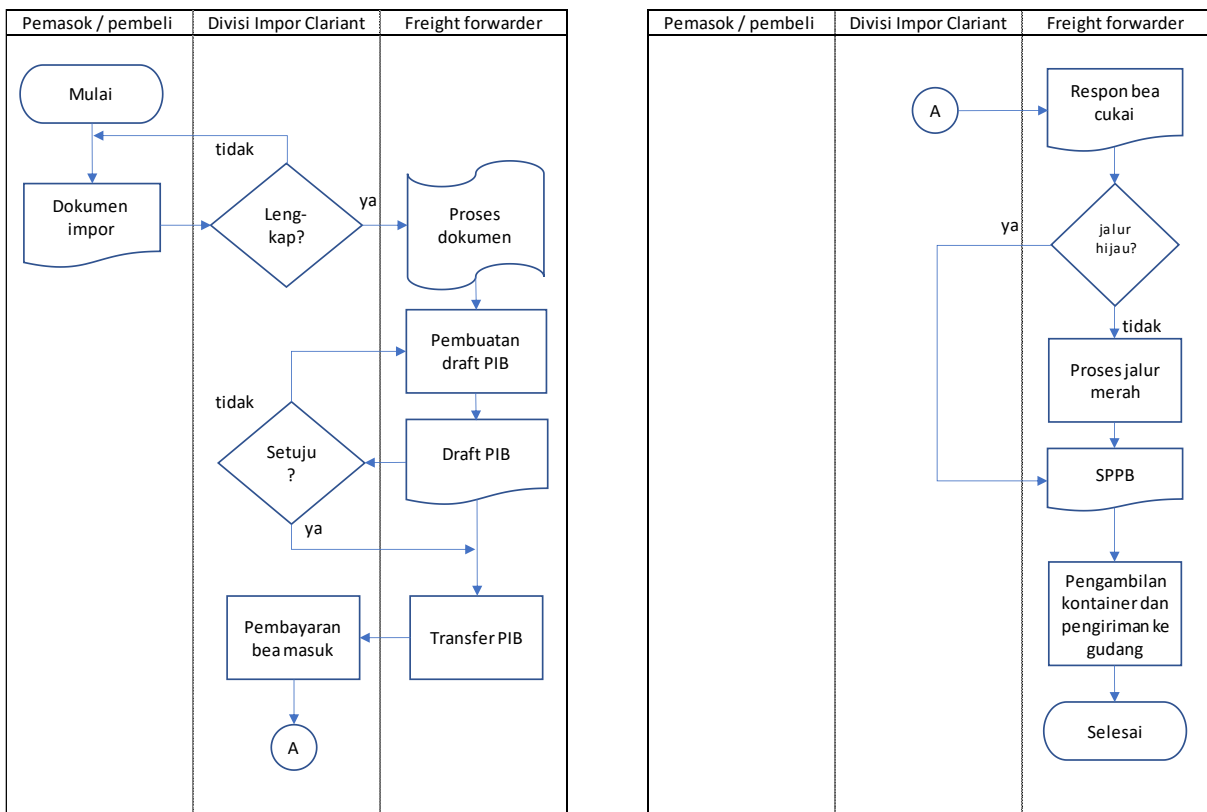 Pemasok / pembeli
Divisi Impor Clariant
Freight forwarder
Mulai
tidak
Dokumen
impor
Leng-
kap?
ya
Proses
dokumen
Pembuatan
draft PIB
tidak
Setuju
?
Draft PIB
ya
Pembayaran
bea masuk
Transfer PIB
A
Pemasok / pembeli
Divisi Impor Clariant
Freight forwarder
A
Respon bea
cukai
ya
jalur
hijau?
tidak
Proses jalur
merah
SPPB
Pengambilan
kontainer dan
pengiriman ke
gudang
Selesai